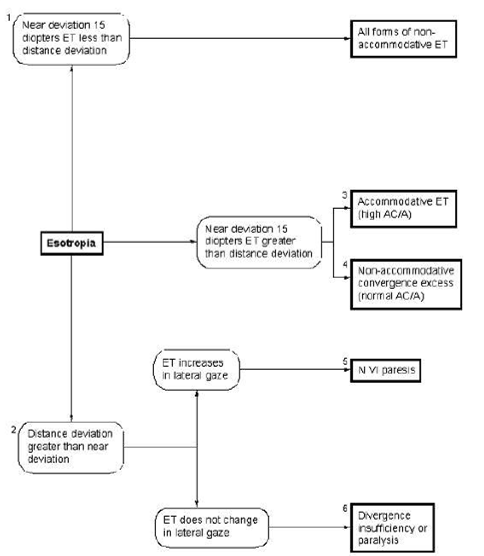 1
Near deviation 15
diopters ET less than
distance deviation
All forms of non-
accommodative ET
Esotropia
Near deviation 15
diopters ET greater
than distance deviation
3
Accommodative ET
(high AC/A)
4
Non-accommodative
convergence excess
(normal AC/A)
ET increases
in lateral gaze
5
N VI paresis
2
Distance deviation
greater than near
deviation
ET does not change
in lateral gaze
6
Divergence
insufficiency or
paralysis